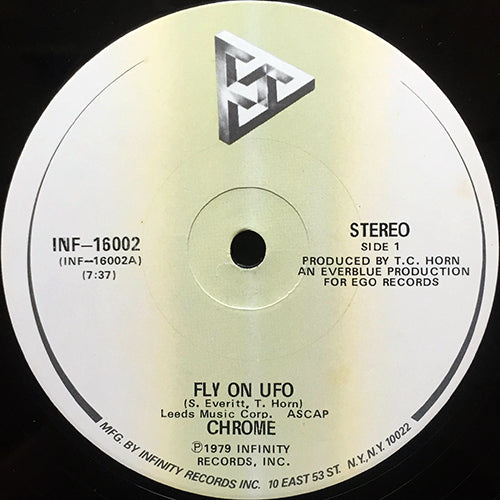 INF-16002
(INF-16002A)
(7:37)
STEREO
SIDE 1
PRODUCED BY T.C. HORN
AN EVERBLUE PRODUCTION
FOR EGO RECORDS
FLY ON UFO
(S. Everitt, T. Horn)
Leeds Music Corp. ASCAP
CHROME
℗1979 INFINITY
RECORDS, INC.
MFG. BY INFINITY RECORDS INC. 10 EAST 53 ST. N.Y., N.Y. 10022